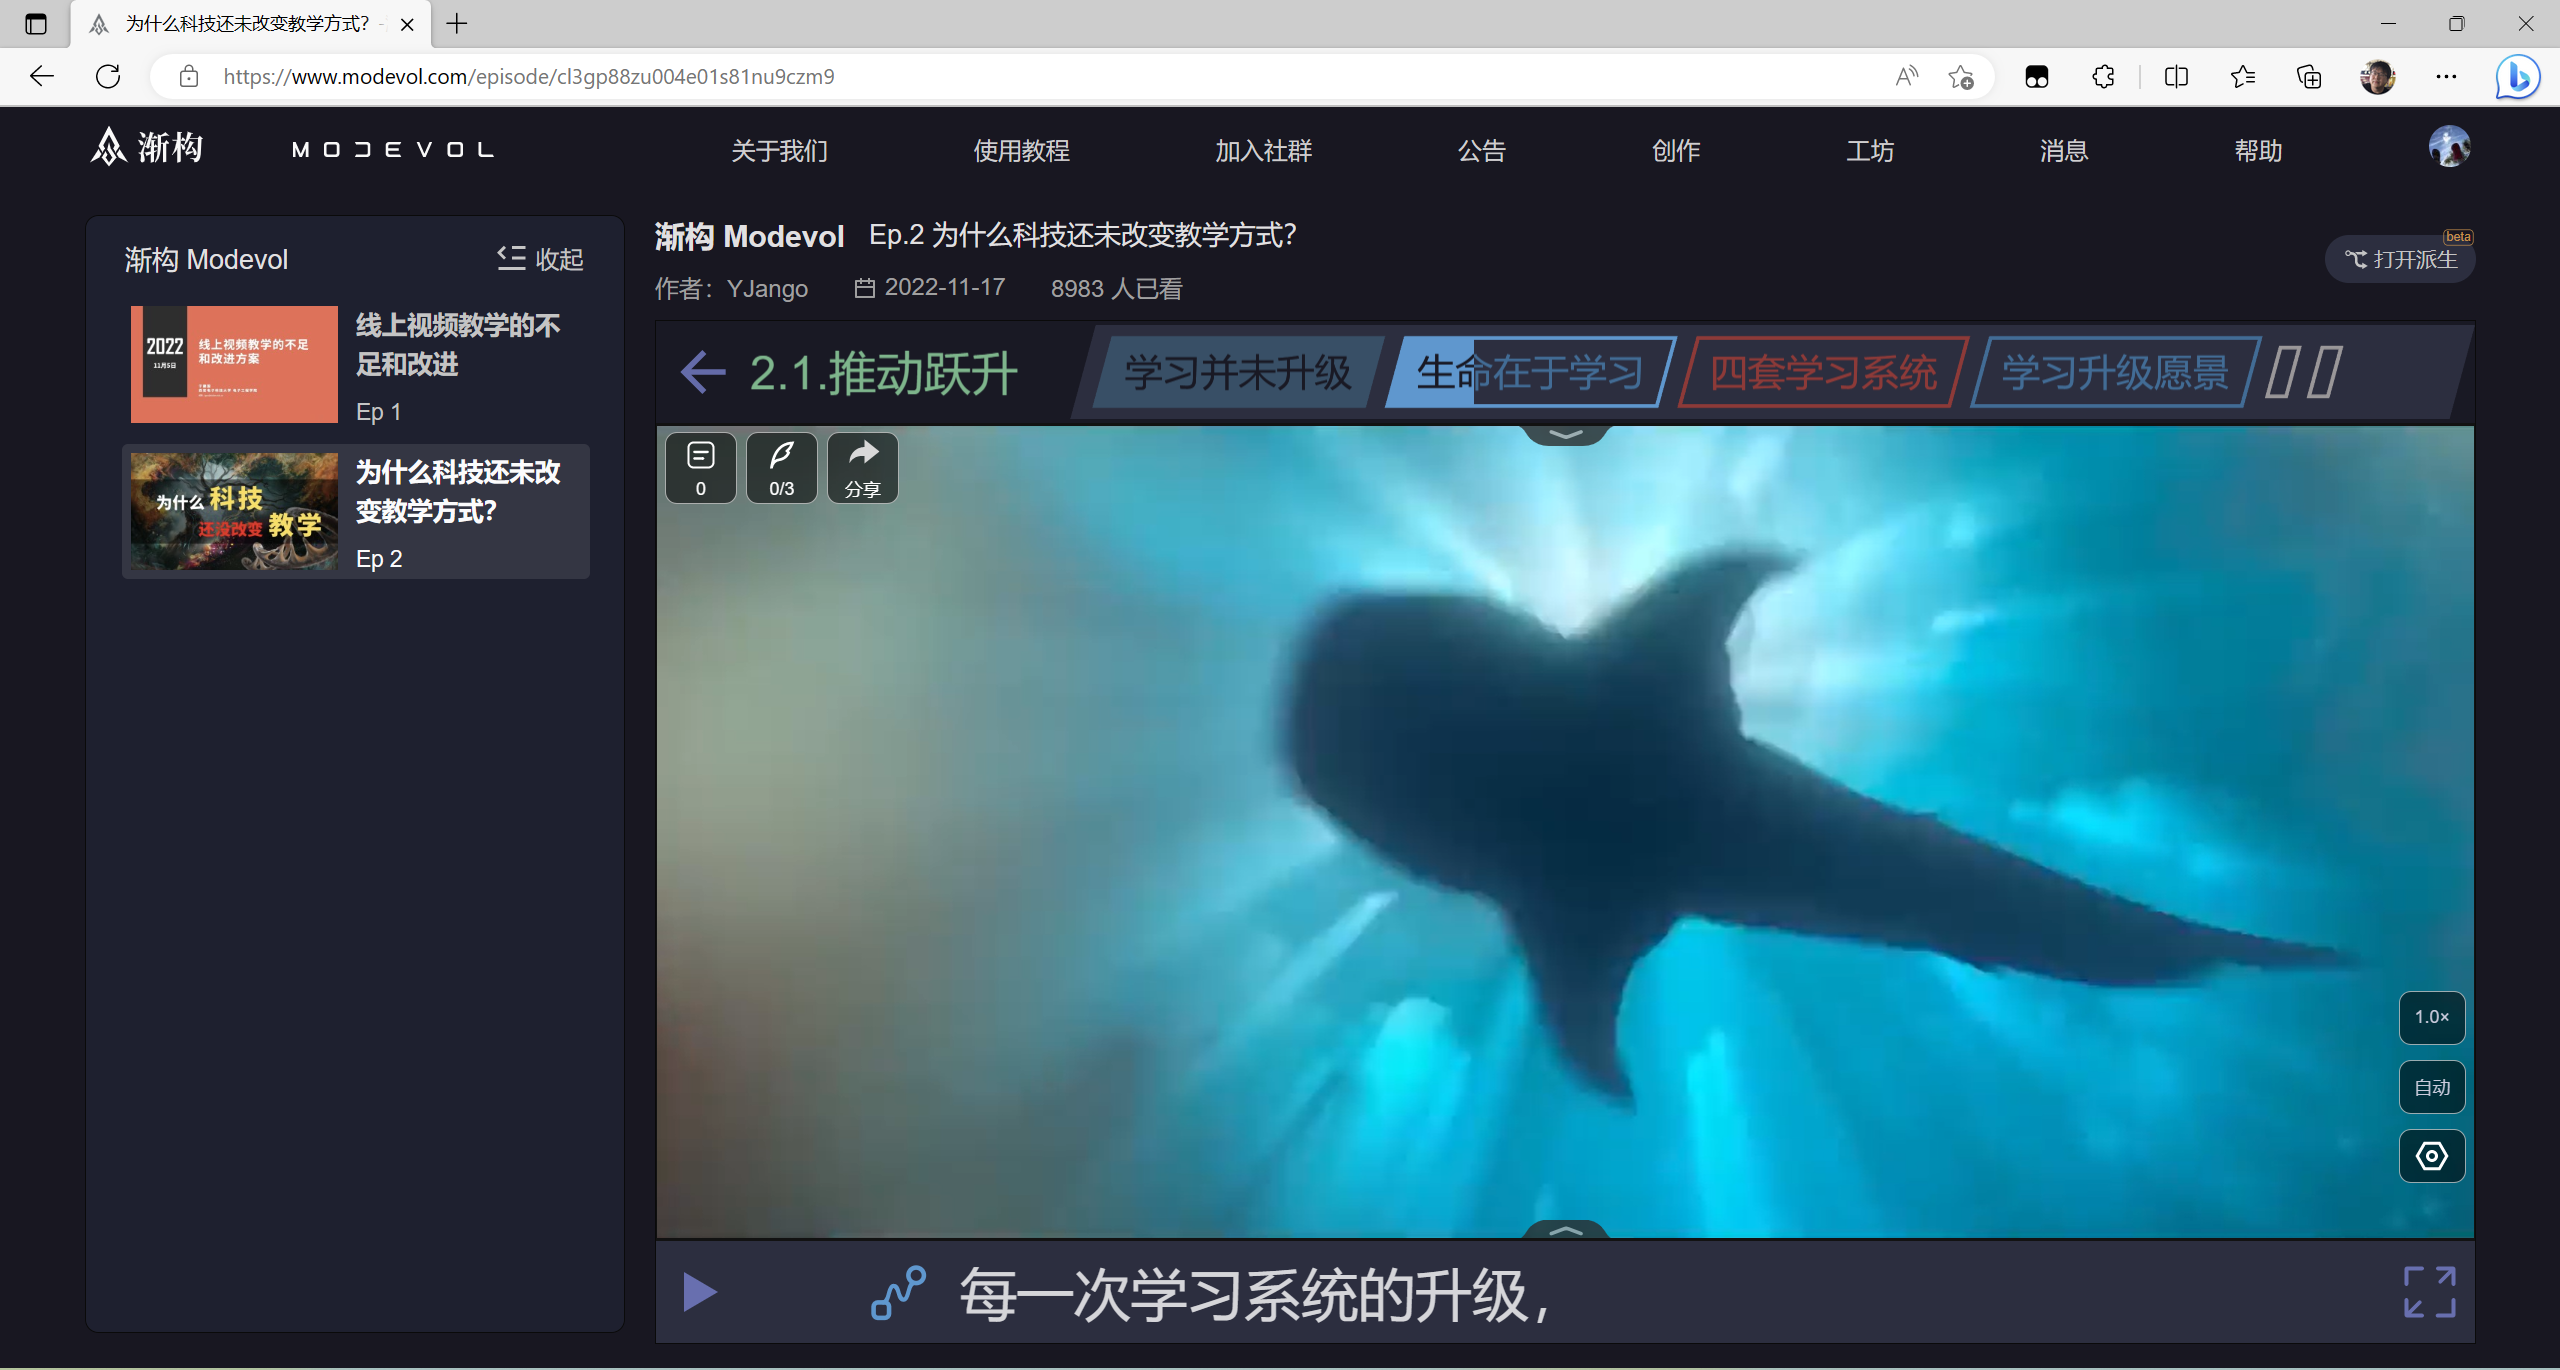 为什么科技还未改变教学方式？ -
https://www.modevol.com/episode/cl3gp88zu004e01s81nu9czm9
渐构 MODEVOL 关于我们 使用教程 加入社群 公告 创作 工坊 消息 帮助
渐构 Modevol 收起
2022
11月5日
线上视频教学的不足
和改进方案
线上视频教学的不
足和改进
Ep 1
为什么 科技
还没改变 教学
为什么科技还未改
变教学方式？
Ep 2
渐构 Modevol Ep.2 为什么科技还未改变教学方式？
作者：YJango 2022-11-17 8983 人已看
beta
打开派生
2.1.推动跃升 学习并未升级 生命在于学习 四套学习系统 学习升级愿景
0 0/3 分享
1.0×
自动
每一次学习系统的升级，